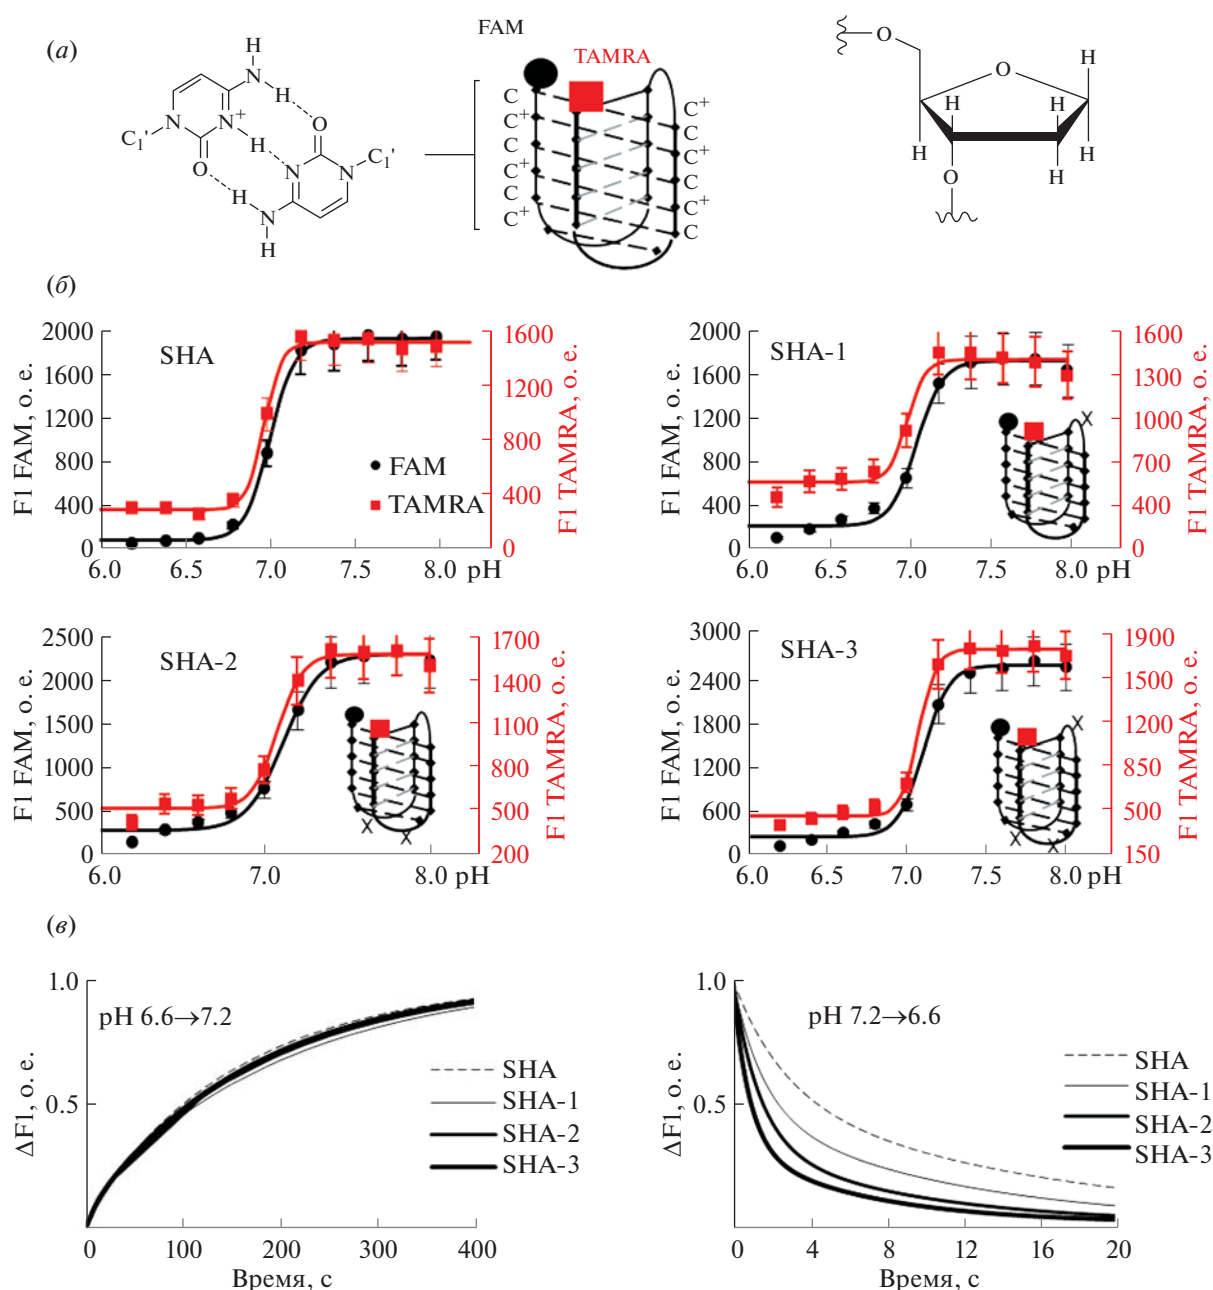 (а)
FAM
TAMRA
H
N
H
H
N
N
+
O
C1'
O
H
N
N
C1'
H
N
H
C
C+
C
C+
C
C+
C+
C
C+
C
C+
C
O
O
H
H
H
H
H
H
O
(б)
2000
1600
1200
800
400
0
F1 FAM, о. е.
SHA
FAM
TAMRA
1600
1200
800
400
0
F1 TAMRA, о. е.
6.0 6.5 7.0 7.5 8.0 pH
2000
1600
1200
800
400
0
F1 FAM, о. е.
SHA-1
X
1600
1300
1000
700
400
0
F1 TAMRA, о. е.
6.0 6.5 7.0 7.5 8.0 pH
2500
2000
1500
1000
500
0
F1 FAM, о. е.
SHA-2
X
X
1700
1400
1100
800
500
200
F1 TAMRA, о. е.
6.0 7.0 8.0 pH
3000
2400
1800
1200
600
0
F1 FAM, о. е.
SHA-3
X
X
X
1900
1500
1200
850
500
150
F1 TAMRA, о. е.
6.0 6.5 7.0 7.5 8.0 pH
(в)
1.0
0.5
ΔF1, о. е.
pH 6.6→7.2
SHA
SHA-1
SHA-2
SHA-3
0 100 200 300 400
Время, с
1.0
0.5
ΔF1, о. е.
pH 7.2→6.6
SHA
SHA-1
SHA-2
SHA-3
0 4 8 12 16 20
Время, с